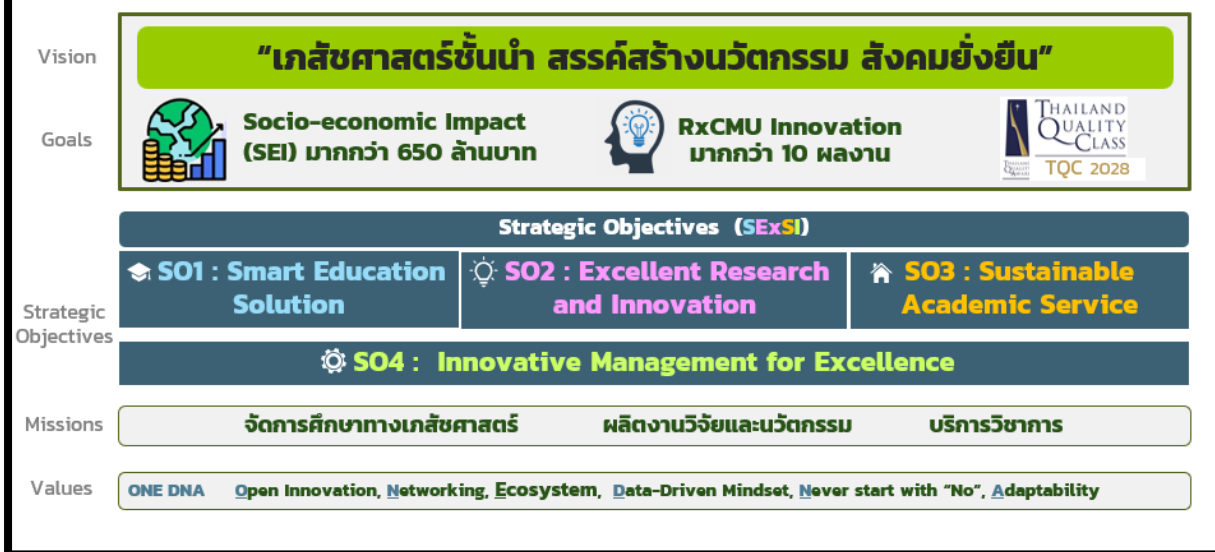 Vision
“เภสัชศาสตร์ชั้นนำ สรรค์สร้างนวัตกรรม สังคมยั่งยืน”
Goals
Socio-economic Impact
(SEI) มากกว่า 650 ล้านบาท
RxCMU Innovation
มากกว่า 10 ผลงาน
THAILAND
QUALITY
CLASS
THAILAND
QUALITY
AWARD
TQC 2028
Strategic Objectives (SExSI)
Strategic
Objectives
SO1 : Smart Education
Solution
SO2 : Excellent Research
and Innovation
SO3 : Sustainable
Academic Service
SO4 : Innovative Management for Excellence
Missions
จัดการศึกษาทางเภสัชศาสตร์ ผลิตงานวิจัยและนวัตกรรม บริการวิชาการ
Values
ONE DNA Open Innovation, Networking, Ecosystem, Data-Driven Mindset, Never start with “No”, Adaptability